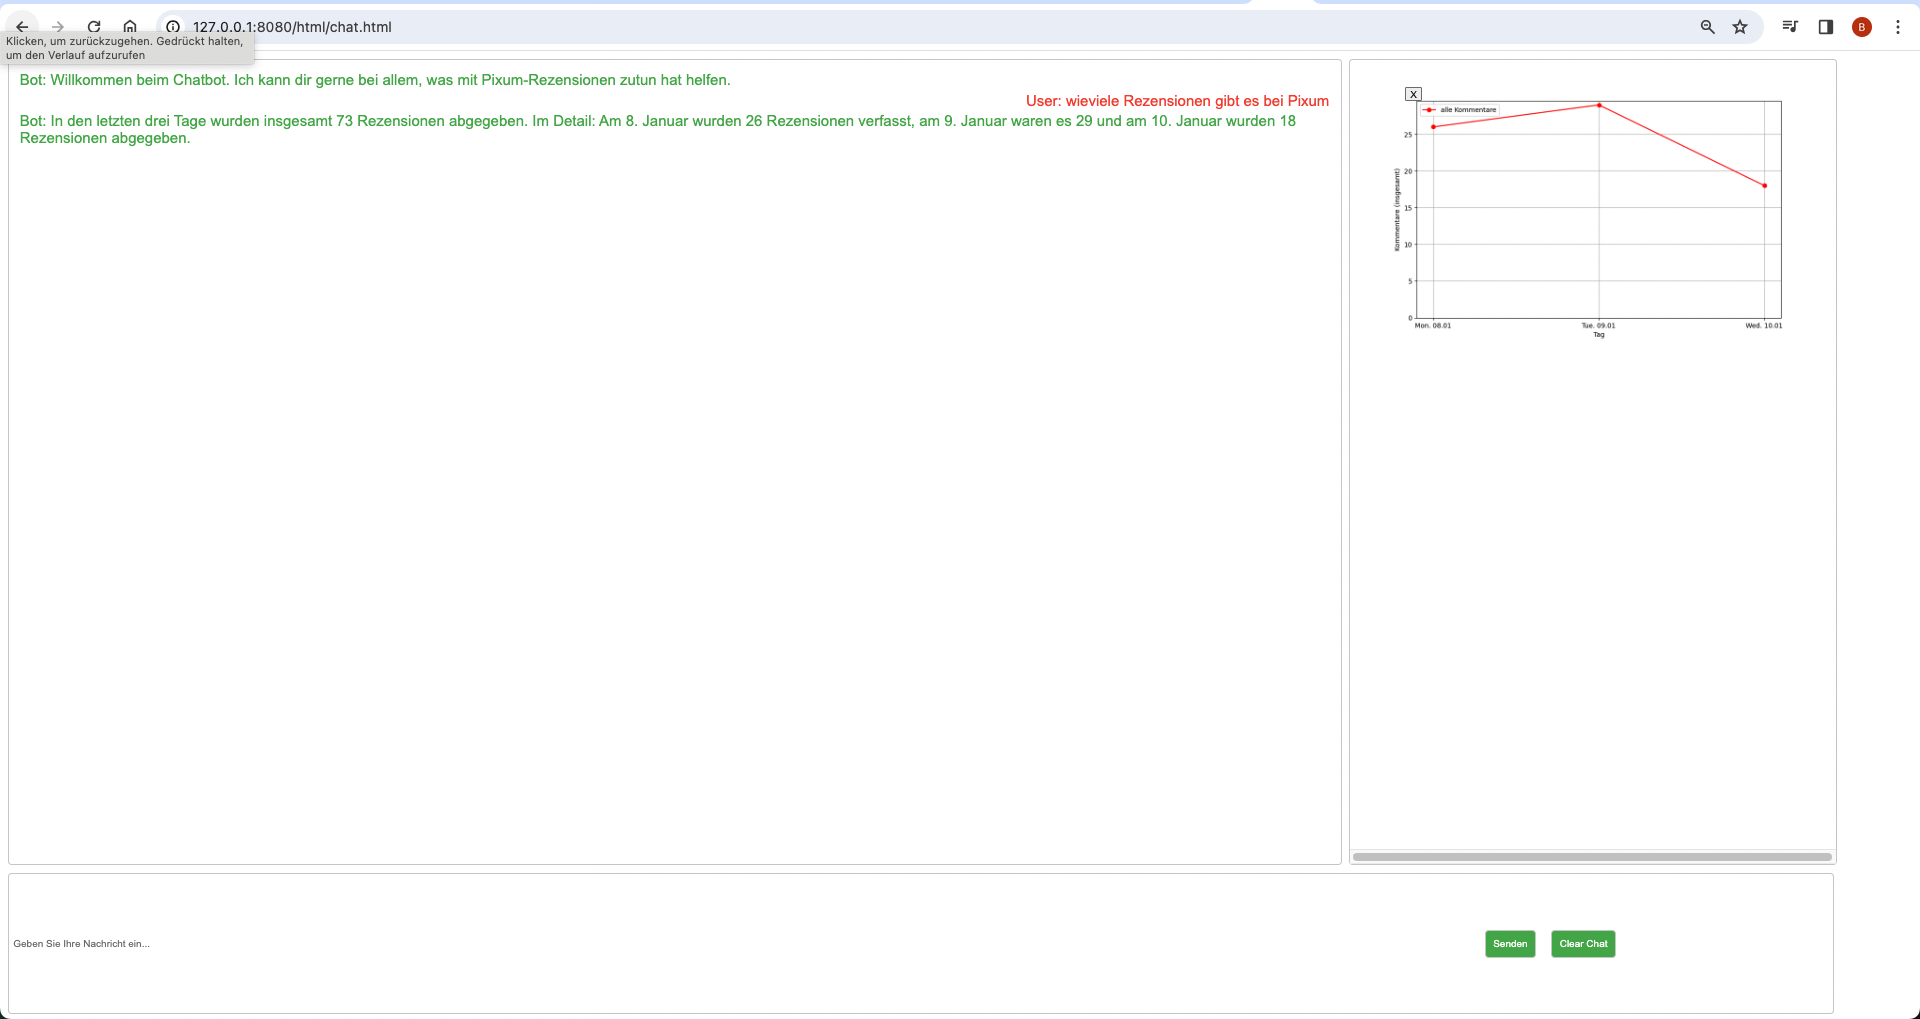 127.0.0.1:8080/html/chat.html
B
Klicken, um zurückzugehen. Gedrückt halten,
um den Verlauf aufzurufen
Bot: Willkommen beim Chatbot. Ich kann dir gerne bei allem, was mit Pixum-Rezensionen zutun hat helfen.
User: wieviele Rezensionen gibt es bei Pixum
Bot: In den letzten drei Tage wurden insgesamt 73 Rezensionen abgegeben. Im Detail: Am 8. Januar wurden 26 Rezensionen verfasst, am 9. Januar waren es 29 und am 10. Januar wurden 18
Rezensionen abgegeben.
X
alle Kommentare
25
20
15
10
5
0
Kommentare (insgesamt)
Mon. 08.01
Tue. 09.01
Wed. 10.01
Tag
Geben Sie Ihre Nachricht ein...
Senden
Clear Chat